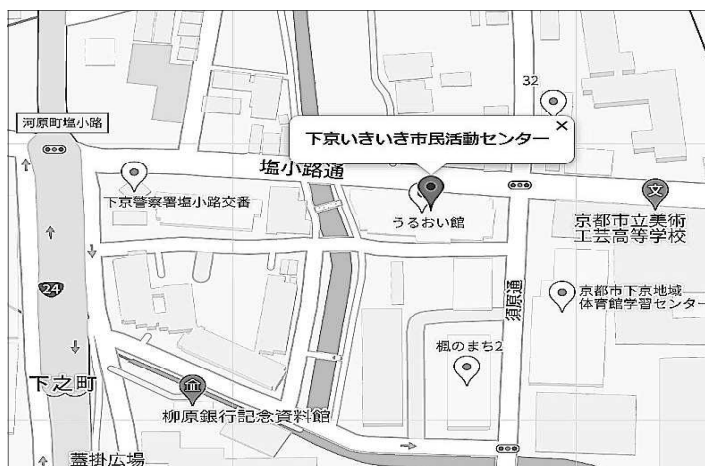 32
河原町塩小路
×
下京いきいき市民活動センター
塩小路通
下京警察署塩小路交番
うるおい館
文
京都市立美術
工芸高等学校
24
須原通
京都市下京地域
体育館学習センター
楓のまち2
下之町
柳原銀行記念資料館
蓋掛広場